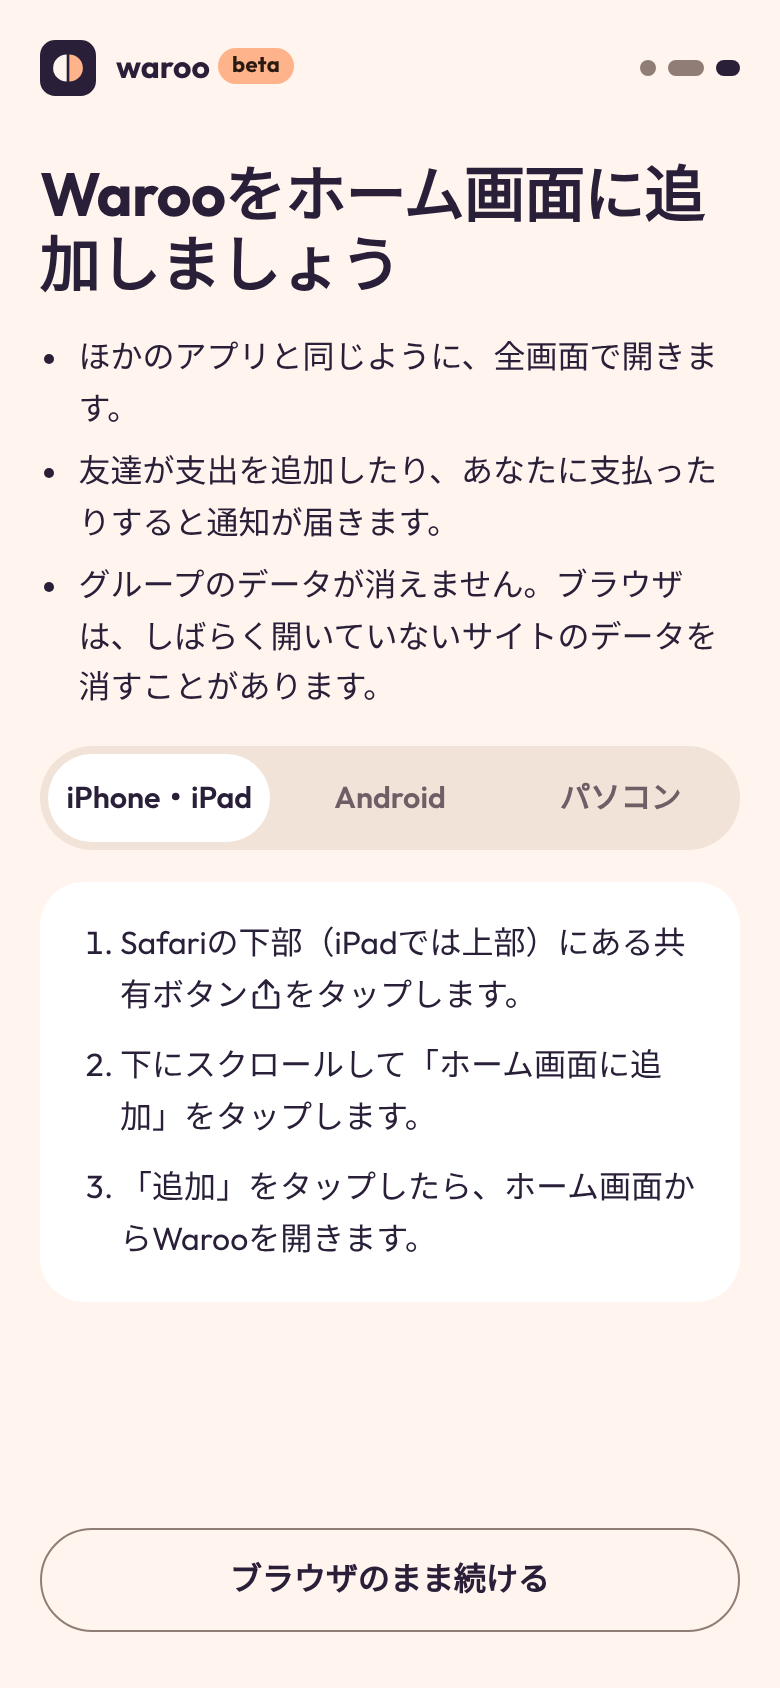 waroo beta
Warooをホーム画面に追
加しましょう
• ほかのアプリと同じように、全画面で開きま
す。
• 友達が支出を追加したり、あなたに支払った
りすると通知が届きます。
• グループのデータが消えません。ブラウザ
は、しばらく開いていないサイトのデータを
消すことがあります。
iPhone・iPad Android パソコン
1. Safariの下部（iPadでは上部）にある共
有ボタンをタップします。
2. 下にスクロールして「ホーム画面に追
加」をタップします。
3. 「追加」をタップしたら、ホーム画面か
らWarooを開きます。
ブラウザのまま続ける